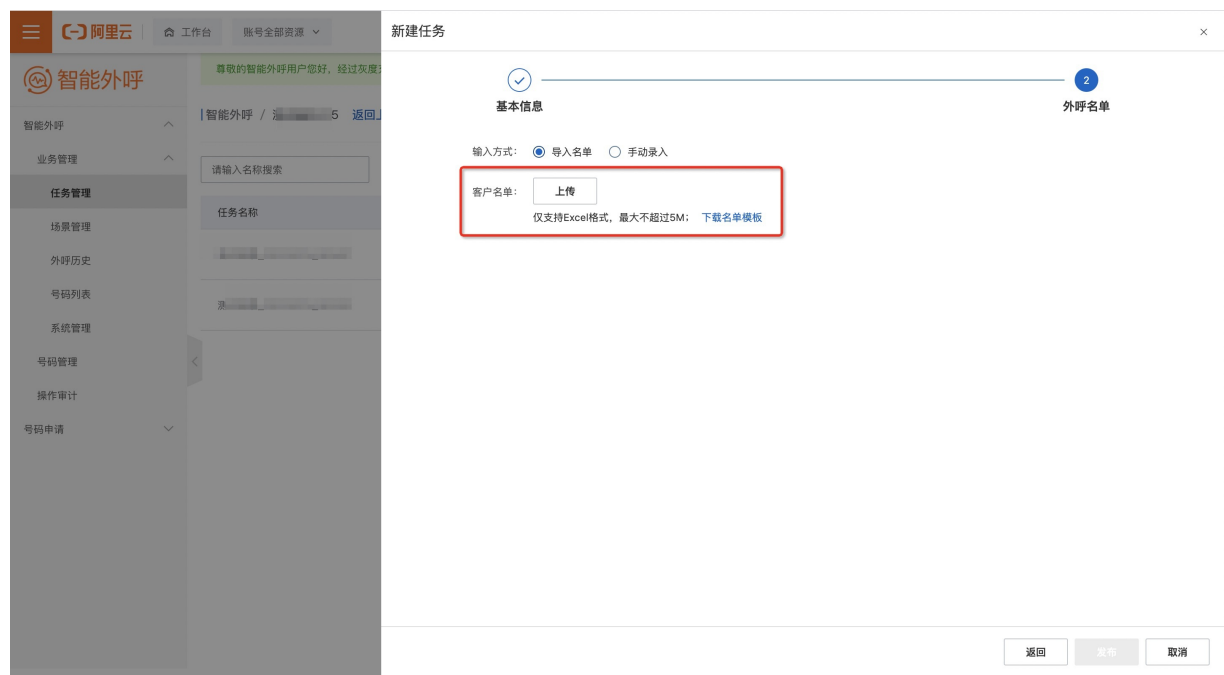 阿里云
工作台
账号全部资源
新建任务
智能外呼
尊敬的智能外呼用户您好，经过灰度
2
基本信息
外呼名单
智能外呼
智能外呼 / 5 返回
业务管理
输入方式：
导入名单
手动录入
请输入名称搜索
任务管理
客户名单：
上传
任务名称
仅支持Excel格式，最大不超过5M；
下载名单模板
场景管理
外呼历史
号码列表
系统管理
号码管理
操作审计
号码申请
返回
发布
取消